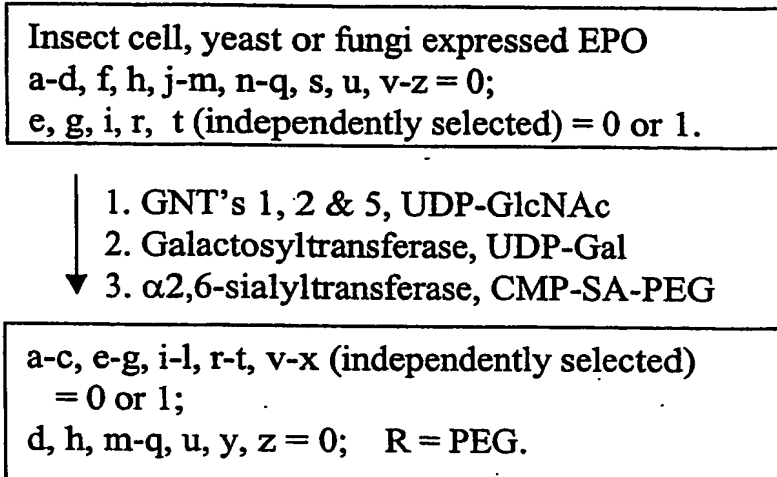 Insect cell, yeast or fungi expressed EPO
a-d, f, h, j-m, n-q, s, u, v-z = 0;
e, g, i, r, t (independently selected) = 0 or 1.
1. GNT's 1, 2 & 5, UDP-GlcNAc
2. Galactosyltransferase, UDP-Gal
3. α2,6-sialyltransferase, CMP-SA-PEG
a-c, e-g, i-l, r-t, v-x (independently selected)
= 0 or 1;
d, h, m-q, u, y, z = 0; R = PEG.